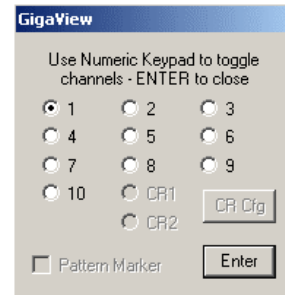 GigaView
Use Numeric Keypad to toggle
channels - ENTER to close
1 2 3
4 5 6
7 8 9
10 CR1 CR Cfg
CR2
Pattern Marker Enter